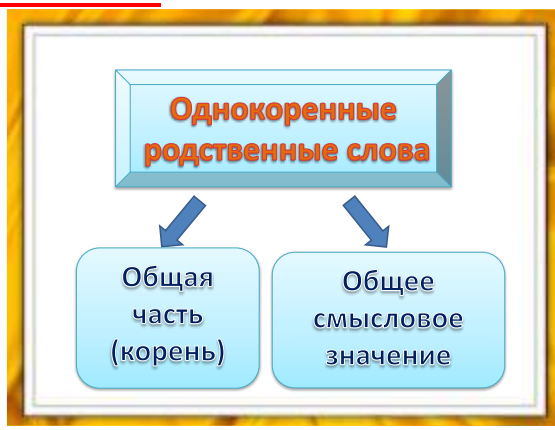 Однокоренные
родственные слова
Общая
часть
(корень)
Общее
смысловое
значение